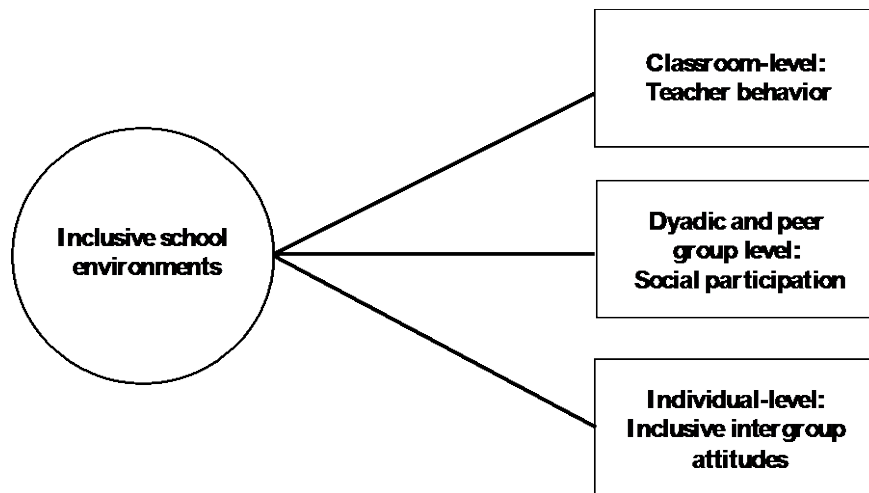 Classroom-level:
Teacher behavior
Inclusive school
environments
Dyadic and peer
group level:
Social participation
Individual-level:
Inclusive intergroup
attitudes